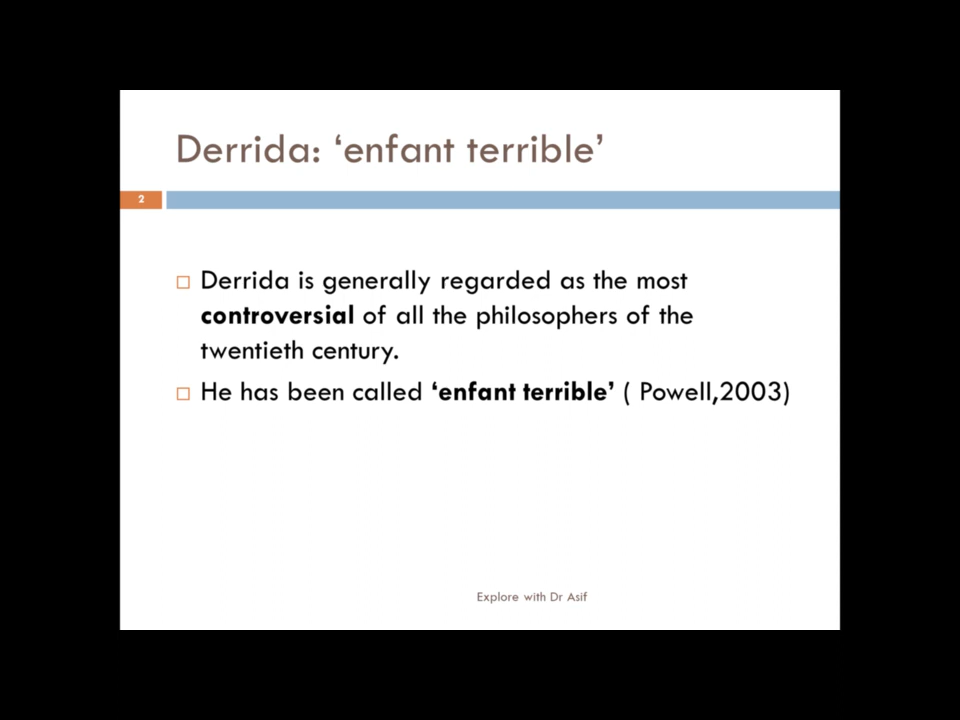 Derrida: ‘enfant terrible’
2
Derrida is generally regarded as the most
controversial of all the philosophers of the
twentieth century.
He has been called ‘enfant terrible’ ( Powell,2003)
Explore with Dr Asif